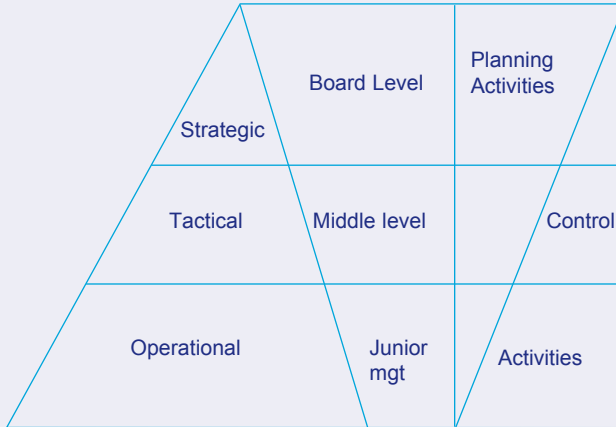 Board Level
Planning
Activities
Strategic
Tactical
Middle level
Control
Operational
Junior
mgt
Activities